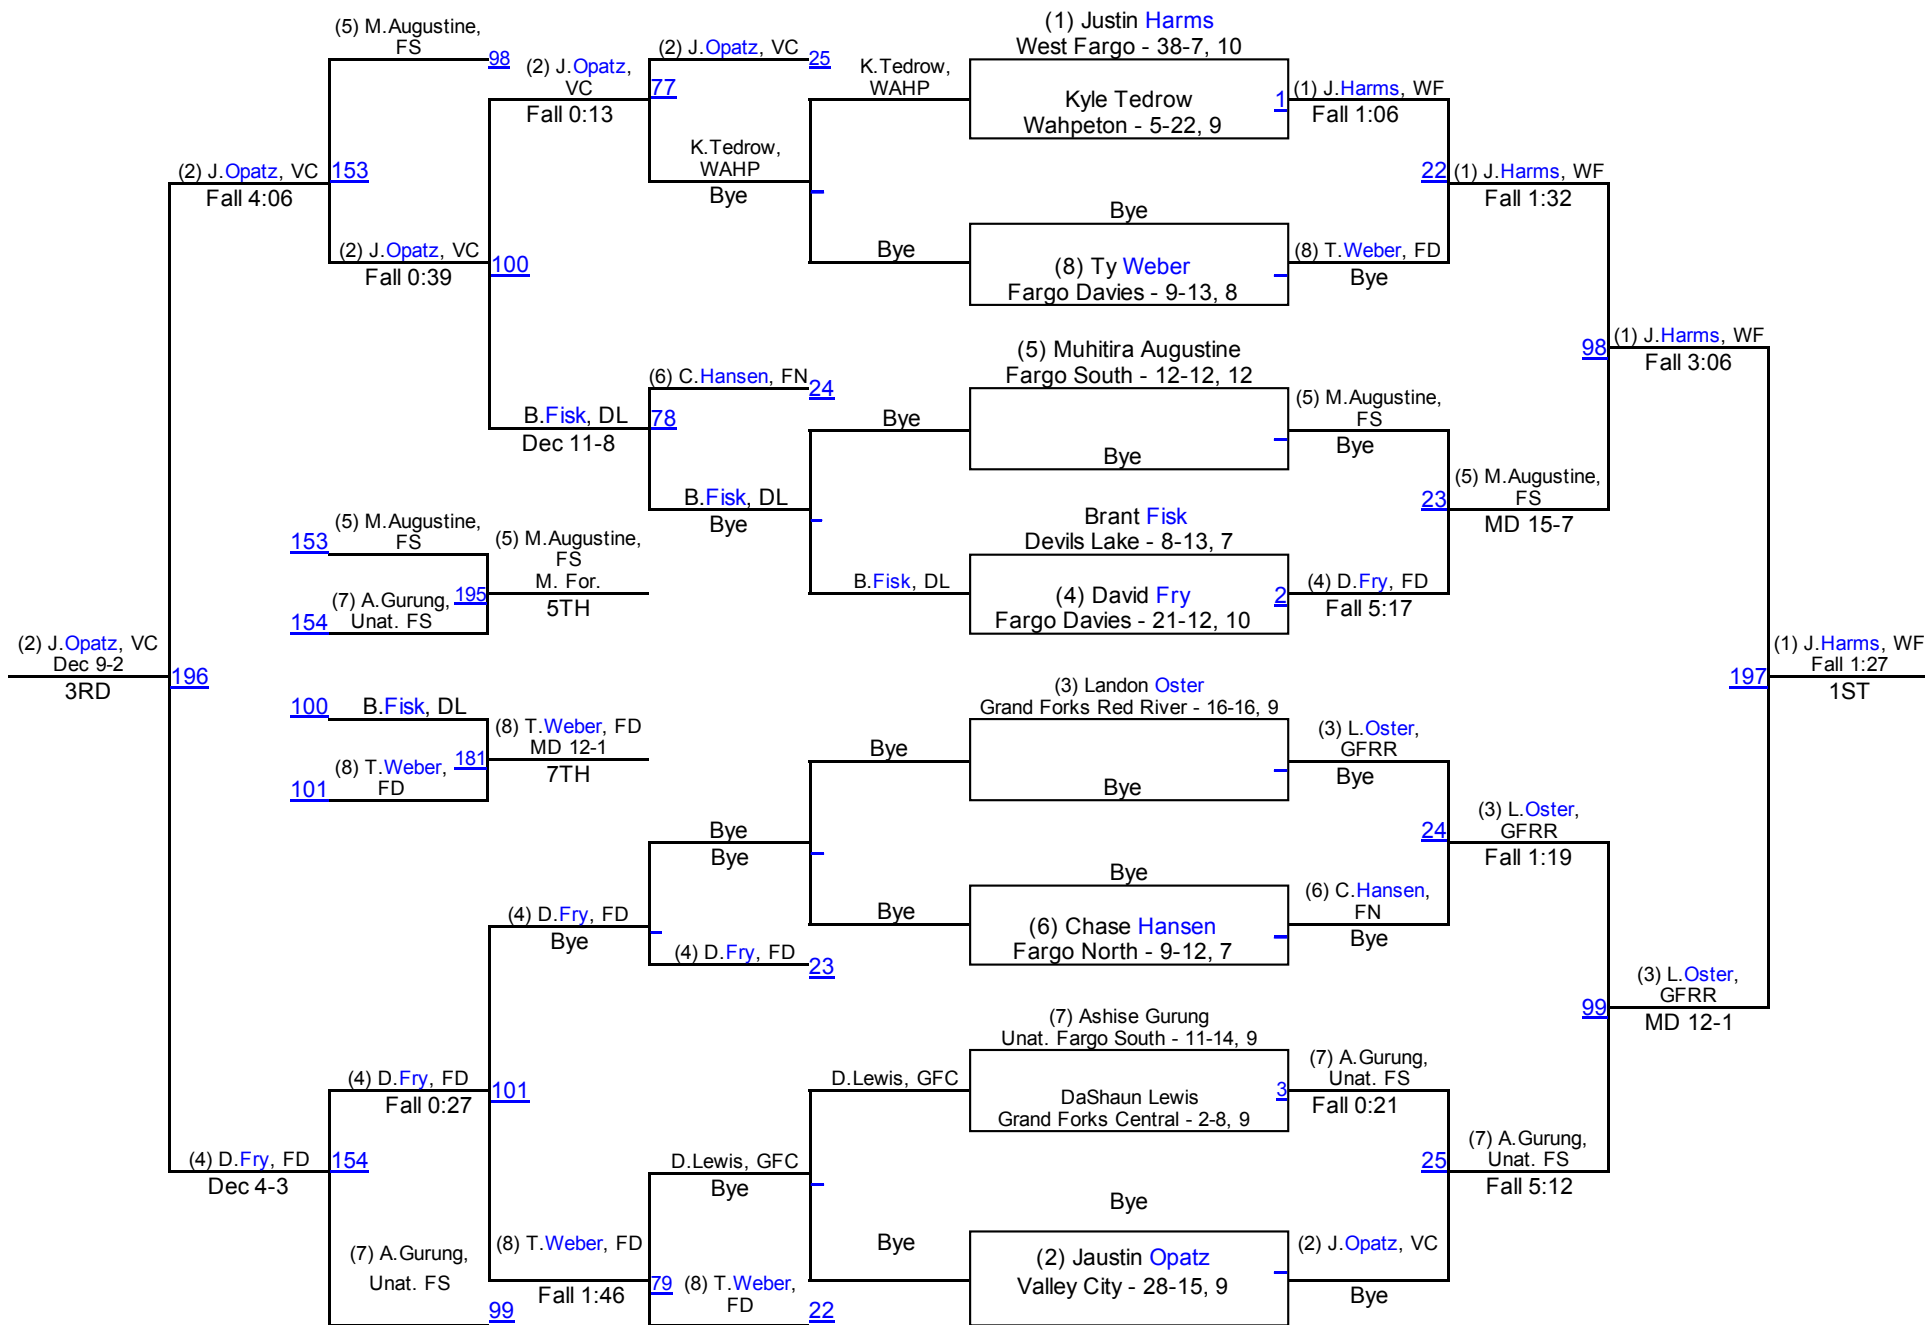 (5) M.Augustine,
FS
98
(2) J.Opatz,
VC
Fall 0:13
(2) J.Opatz, VC
25
77
K.Tedrow,
WAHP
Bye
K.Tedrow,
WAHP
(1) Justin Harms
West Fargo - 38-7, 10
Kyle Tedrow
Wahpeton - 5-22, 9
1
(1) J.Harms, WF
Fall 1:06
(2) J.Opatz, VC
Fall 4:06
153
22
(1) J.Harms, WF
Fall 1:32
(2) J.Opatz, VC
Fall 0:39
100
Bye
Bye
(8) Ty Weber
Fargo Davies - 9-13, 8
(8) T.Weber, FD
Bye
98
(1) J.Harms, WF
Fall 3:06
(5) Muhitira Augustine
Fargo South - 12-12, 12
Bye
(6) C.Hansen, FN
24
B.Fisk, DL
Dec 11-8
78
Bye
(5) M.Augustine,
FS
Bye
B.Fisk, DL
Bye
23
(5) M.Augustine,
FS
MD 15-7
153
(5) M.Augustine,
FS
(5) M.Augustine,
FS
M. For.
5TH
195
(7) A.Gurung,
Unat. FS
154
Brant Fisk
Devils Lake - 8-13, 7
B.Fisk, DL
(4) David Fry
Fargo Davies - 21-12, 10
2
(4) D.Fry, FD
Fall 5:17
(2) J.Opatz, VC
Dec 9-2
3RD
196
197
(1) J.Harms, WF
Fall 1:27
1ST
100
B.Fisk, DL
(8) T.Weber, FD
MD 12-1
7TH
181
(8) T.Weber,
FD
101
(3) Landon Oster
Grand Forks Red River - 16-16, 9
Bye
Bye
(3) L.Oster,
GFRR
Bye
Bye
Bye
24
(3) L.Oster,
GFRR
Fall 1:19
Bye
Bye
(6) Chase Hansen
Fargo North - 9-12, 7
(6) C.Hansen,
FN
Bye
(4) D.Fry, FD
Bye
(4) D.Fry, FD
23
99
(3) L.Oster,
GFRR
MD 12-1
(7) Ashise Gurung
Unat. Fargo South - 11-14, 9
DaShaun Lewis
Grand Forks Central - 2-8, 9
3
D.Lewis, GFC
(7) A.Gurung,
Unat. FS
Fall 0:21
(4) D.Fry, FD
Fall 0:27
101
(4) D.Fry, FD
Dec 4-3
154
D.Lewis, GFC
Bye
25
(7) A.Gurung,
Unat. FS
Fall 5:12
Bye
Bye
(2) Jaustin Opatz
Valley City - 28-15, 9
(2) J.Opatz, VC
Bye
(7) A.Gurung,
Unat. FS
99
(8) T.Weber, FD
Fall 1:46
79
(8) T.Weber,
FD
22